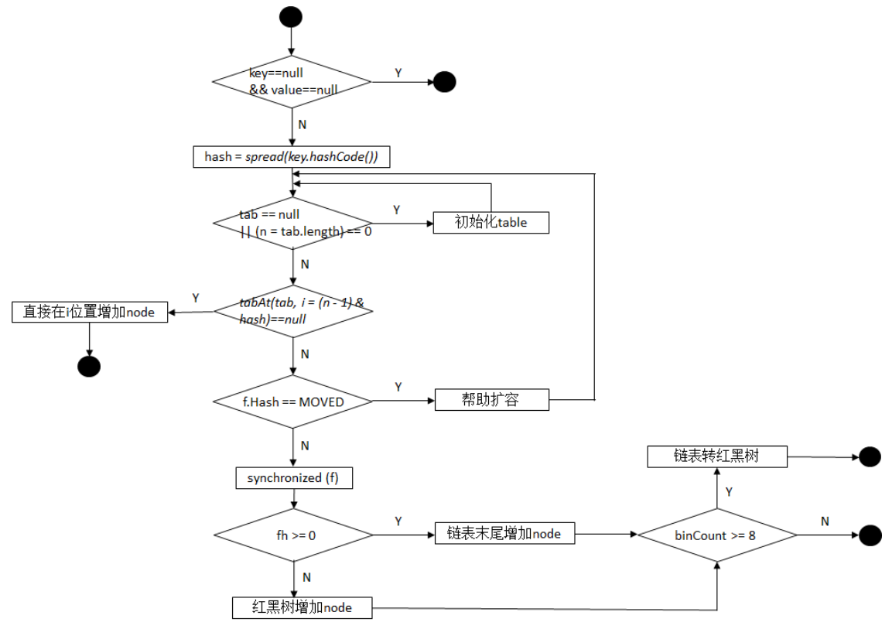 key==null
&& value==null
Y
N
hash = spread(key.hashCode())
tab == null
|| (n = tab.length) == 0
Y
初始化table
N
tabAt(tab, i = (n - 1) &
hash)==null
Y
直接在i位置增加node
N
f.Hash == MOVED
Y
帮助扩容
N
synchronized (f)
链表转红黑树
Y
fh >= 0
Y
链表末尾增加node
binCount >= 8
N
N
红黑树增加node